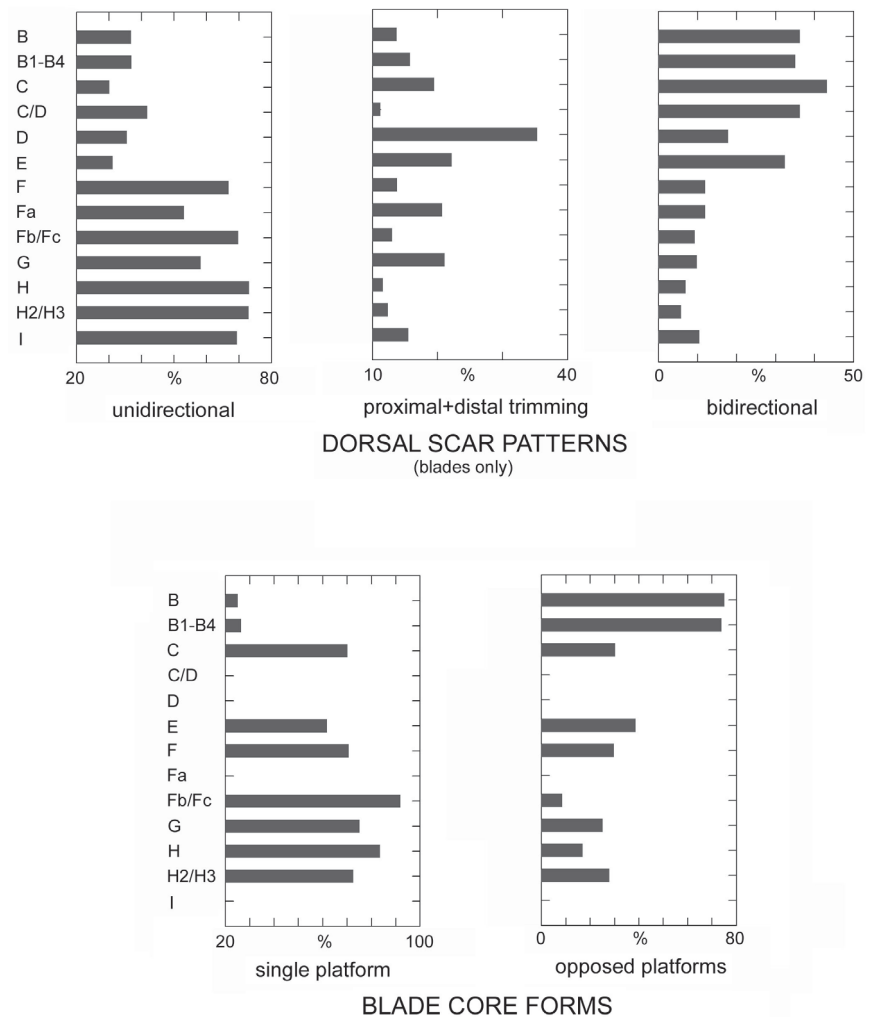 B
B1-B4
C
C/D
D
E
F
Fa
Fb/Fc
G
H
H2/H3
I
20 % 80
10 % 40
0 % 50
unidirectional
proximal+distal trimming
bidirectional
DORSAL SCAR PATTERNS
(blades only)
B
B1-B4
C
C/D
D
E
F
Fa
Fb/Fc
G
H
H2/H3
I
20 % 100
0 % 80
single platform
opposed platforms
BLADE CORE FORMS